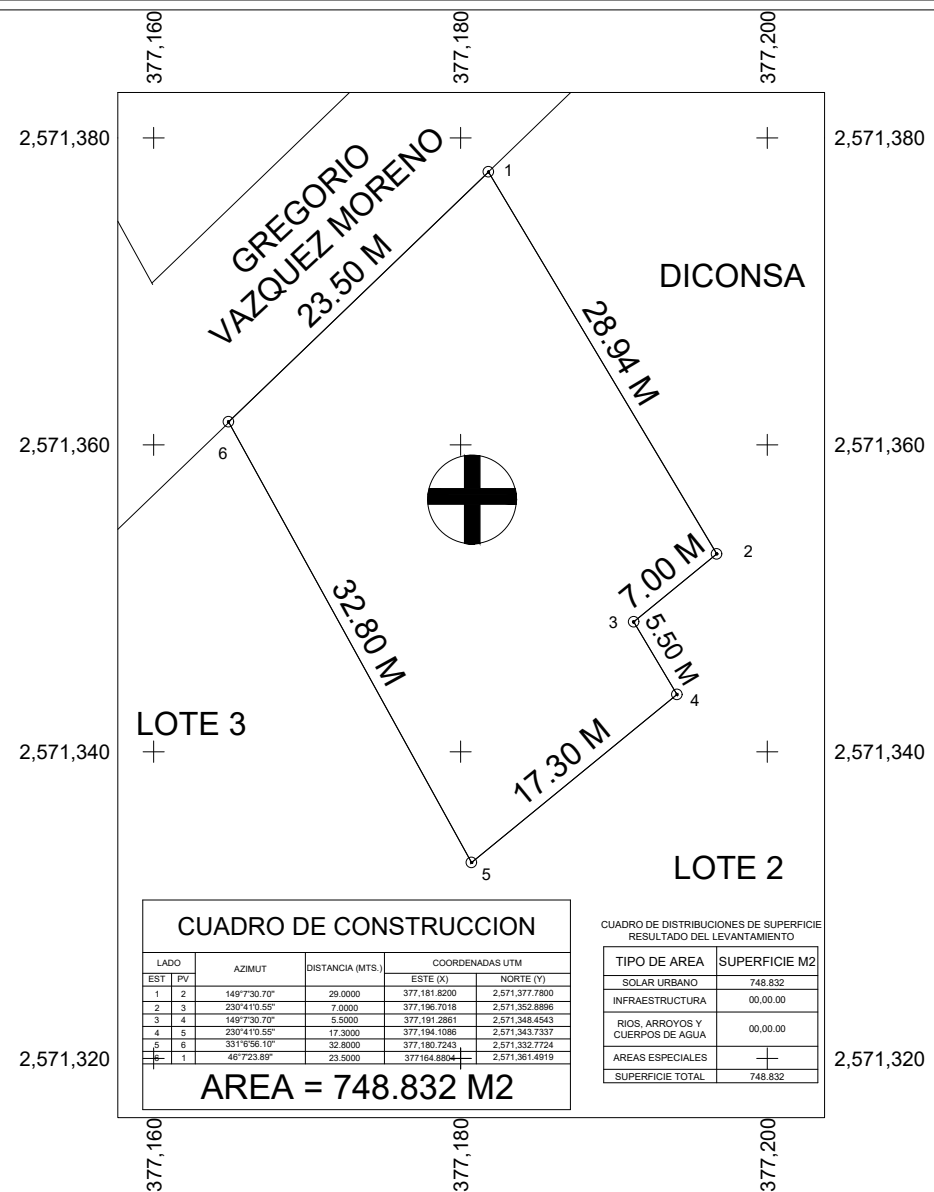 377,160
377,180
377,200
2,571,380
2,571,380
GREGORIO
VAZQUEZ MORENO
1
23.50 M
DICONSA
28.94 M
2,571,360
2,571,360
6
2
7.00 M
3
5.50 M
32.80 M
4
LOTE 3
17.30 M
2,571,340
2,571,340
5
LOTE 2
CUADRO DE CONSTRUCCION
LADO AZIMUT DISTANCIA (MTS.) COORDENADAS UTM
EST PV ESTE (X) NORTE (Y)
1 2 149°7'30.70" 29.0000 377,181.8200 2,571,377.7800
2 3 230°41'0.55" 7.0000 377,196.7018 2,571,352.8896
3 4 149°7'30.70" 5.5000 377,191.2861 2,571,348.4543
4 5 230°41'0.55" 17.3000 377,194.1086 2,571,343.7337
5 6 331°6'56.10" 32.8000 377,180.7243 2,571,332.7724
6 1 46°7'23.89" 23.5000 377164.8804 2,571,361.4919
AREA = 748.832 M2
CUADRO DE DISTRIBUCIONES DE SUPERFICIE
RESULTADO DEL LEVANTAMIENTO
TIPO DE AREA SUPERFICIE M2
SOLAR URBANO 748.832
INFRAESTRUCTURA 00,00.00
RIOS, ARROYOS Y
CUERPOS DE AGUA 00,00.00
AREAS ESPECIALES
SUPERFICIE TOTAL 748.832
2,571,320
2,571,320
377,160
377,180
377,200